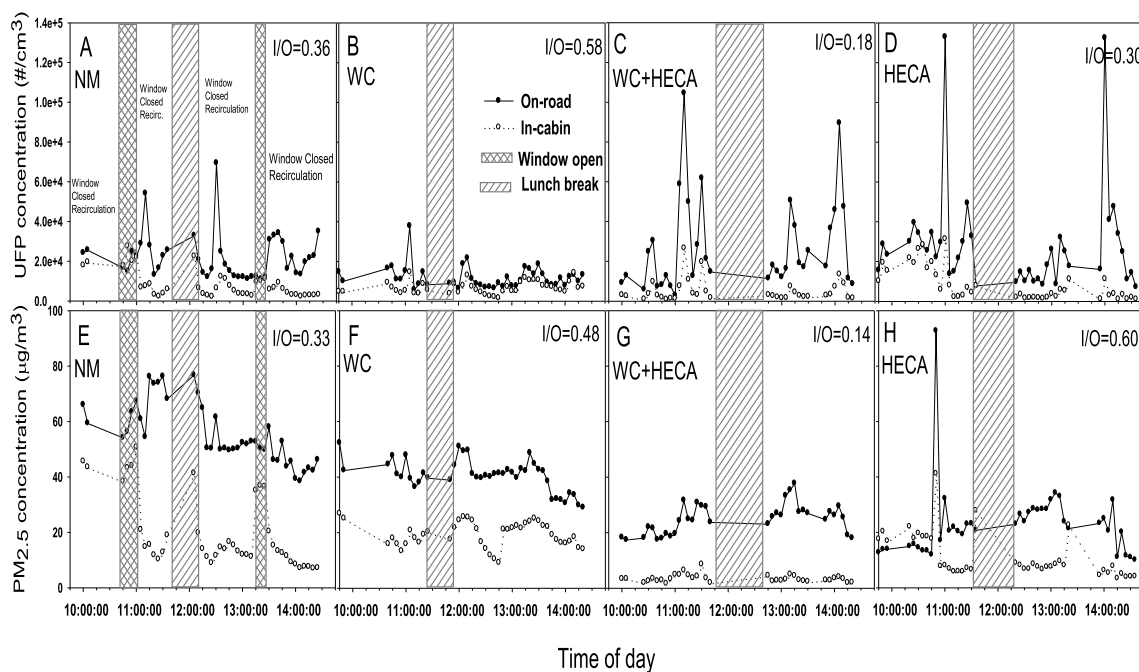 UFP concentration (#/cm3)
1.4e+5
1.2e+5
1.0e+5
8.0e+4
6.0e+4
4.0e+4
2.0e+4
0.0
A
NM
I/O=0.36
Window
Closed
Recirc.
Window
Closed
Recirculation
Window
Closed
Recirculation
Window Closed
Recirculation
B
WC
I/O=0.58
On-road
In-cabin
Window open
Lunch break
C
WC+HECA
I/O=0.18
D
HECA
I/O=0.30
PM2.5 concentration (µg/m3)
100
80
60
40
20
0
E
NM
I/O=0.33
F
WC
I/O=0.48
G
WC+HECA
I/O=0.14
H
HECA
I/O=0.60
10:00:00 11:00:00 12:00:00 13:00:00 14:00:00 10:00:00 11:00:00 12:00:00 13:00:00 14:00:00 10:00:00 11:00:00 12:00:00 13:00:00 14:00:00 10:00:00 11:00:00 12:00:00 13:00:00 14:00:00
Time of day